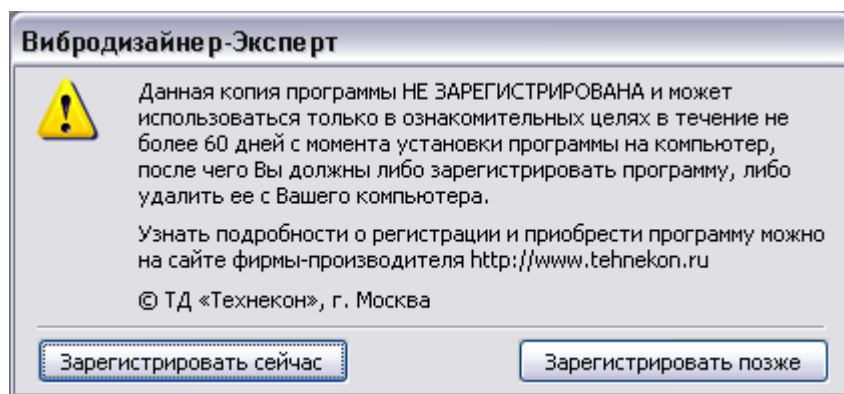 Вибродизайнер-Эксперт
Данная копия программы НЕ ЗАРЕГИСТРИРОВАНА и может
использоваться только в ознакомительных целях в течение не
более 60 дней с момента установки программы на компьютер,
после чего Вы должны либо зарегистрировать программу, либо
удалить ее с Вашего компьютера.
Узнать подробности о регистрации и приобрести программу можно
на сайте фирмы-производителя http://www.tehnekon.ru
© ТД «Технекон», г. Москва
Зарегистрировать сейчас
Зарегистрировать позже